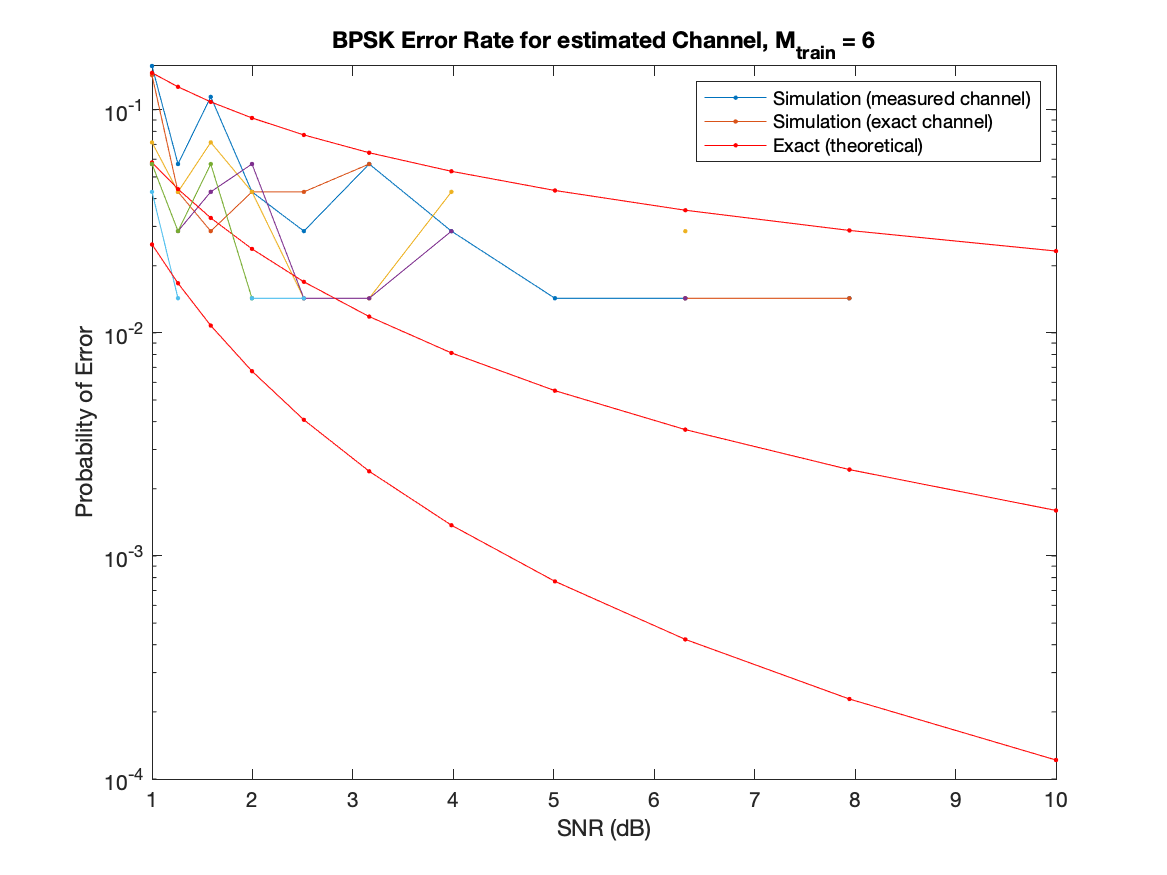 BPSK Error Rate for estimated Channel, M_train = 6
Simulation (measured channel)
Simulation (exact channel)
Exact (theoretical)
Probability of Error
10^-1
10^-2
10^-3
10^-4
1 2 3 4 5 6 7 8 9 10
SNR (dB)